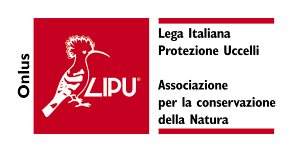 Onlus
LIPU®
Lega Italiana
Protezione Uccelli
Associazione
per la conservazione
della Natura